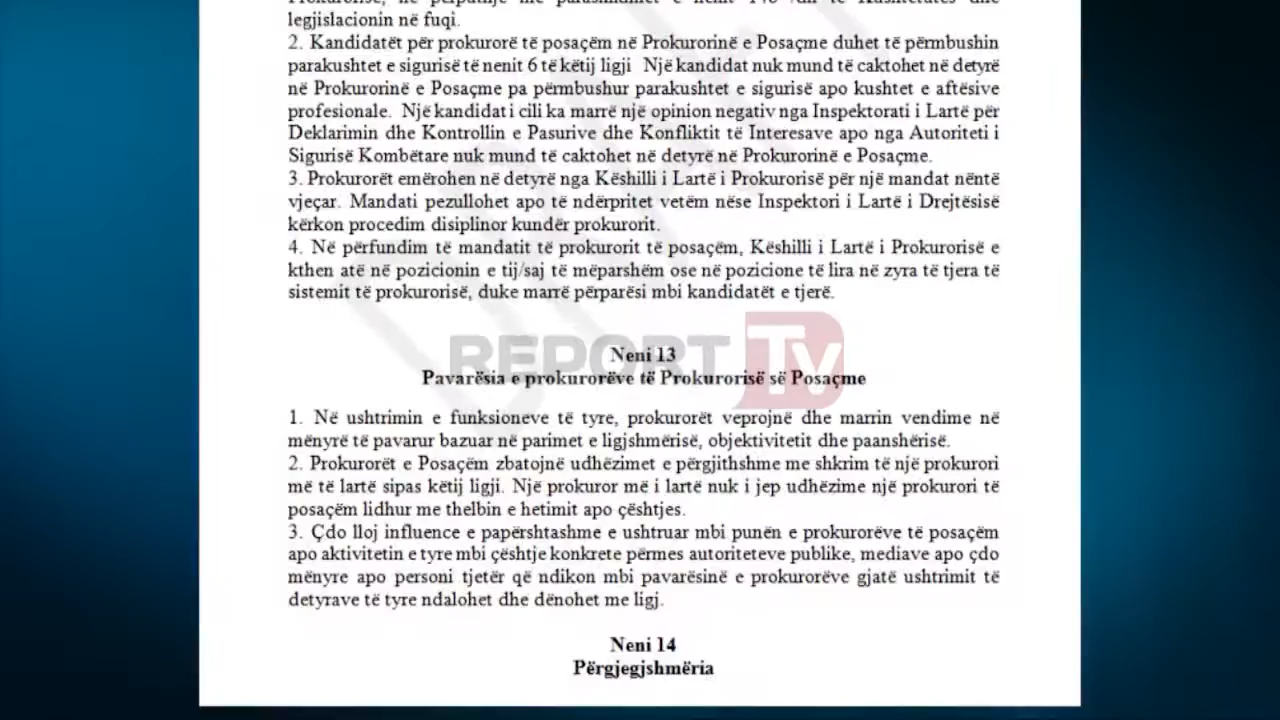 legjislacionin në fuqi.
2. Kandidatët për prokurorë të posaçëm në Prokurorinë e Posaçme duhet të përmbushin
parakushtet e sigurisë të nenit 6 të këtij ligji Një kandidat nuk mund të caktohet në detyrë
në Prokurorinë e Posaçme pa përmbushur parakushtet e sigurisë apo kushtet e aftësive
profesionale. Një kandidat i cili ka marrë një opinion negativ nga Inspektorati i Lartë për
Deklarimin dhe Kontrollin e Pasurive dhe Konfliktit të Interesave apo nga Autoriteti i
Sigurisë Kombëtare nuk mund të caktohet në detyrë në Prokurorinë e Posaçme.
3. Prokurorët emërohen në detyrë nga Këshilli i Lartë i Prokurorisë për një mandat nëntë
vjeçar. Mandati pezullohet apo të ndërpritet vetëm nëse Inspektori i Lartë i Drejtësisë
kërkon procedim disiplinor kundër prokurorit.
4. Në përfundim të mandatit të prokurorit të posaçëm, Këshilli i Lartë i Prokurorisë e
kthen atë në pozicionin e tij/saj të mëparshëm ose në pozicione të lira në zyra të tjera të
sistemit të prokurorisë, duke marrë përparësi mbi kandidatët e tjerë.
REPORT Tv
Neni 13
Pavarësia e prokurorëve të Prokurorisë së Posaçme
1. Në ushtrimin e funksioneve të tyre, prokurorët veprojnë dhe marrin vendime në
mënyrë të pavarur bazuar në parimet e ligjshmërisë, objektivitetit dhe paanshërisë.
2. Prokurorët e Posaçëm zbatojnë udhëzimet e përgjithshme me shkrim të një prokurori
më të lartë sipas këtij ligji. Një prokuror më i lartë nuk i jep udhëzime një prokurori të
posaçëm lidhur me thelbin e hetimit apo çështjes.
3. Çdo lloj influence e papërshtashme e ushtruar mbi punën e prokurorëve të posaçëm
apo aktivitetin e tyre mbi çështje konkrete përmes autoriteteve publike, mediave apo çdo
mënyre apo personi tjetër që ndikon mbi pavarësinë e prokurorëve gjatë ushtrimit të
detyrave të tyre ndalohet dhe dënohet me ligj.
Neni 14
Përgjegjshmëria